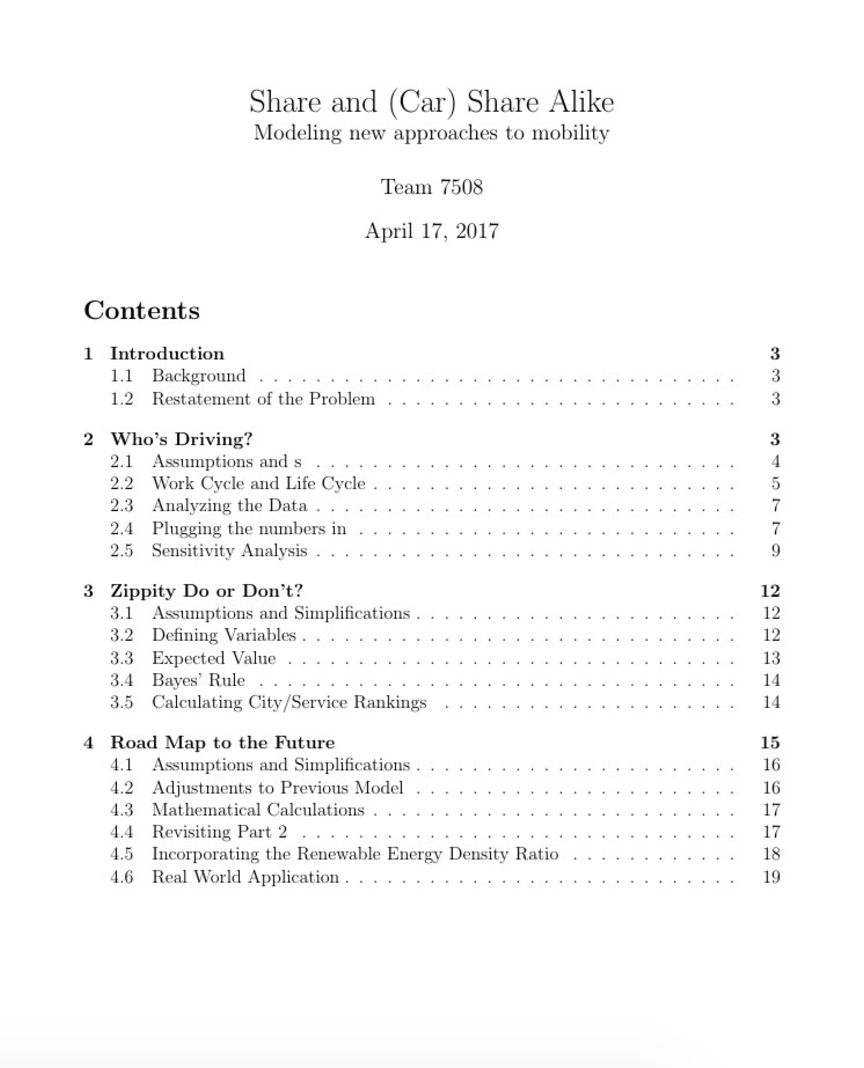 Share and (Car) Share Alike
Modeling new approaches to mobility
Team 7508
April 17, 2017
Contents
1 Introduction 3
1.1 Background . . . . . . . . . . . . . . . . . . . . . . . . . . . . . . . . . . 3
1.2 Restatement of the Problem . . . . . . . . . . . . . . . . . . . . . . . . . 3
2 Who's Driving? 3
2.1 Assumptions and s . . . . . . . . . . . . . . . . . . . . . . . . . . . . . . 4
2.2 Work Cycle and Life Cycle . . . . . . . . . . . . . . . . . . . . . . . . . . 5
2.3 Analyzing the Data . . . . . . . . . . . . . . . . . . . . . . . . . . . . . . 7
2.4 Plugging the numbers in . . . . . . . . . . . . . . . . . . . . . . . . . . . 7
2.5 Sensitivity Analysis . . . . . . . . . . . . . . . . . . . . . . . . . . . . . . 9
3 Zippity Do or Don't? 12
3.1 Assumptions and Simplifications . . . . . . . . . . . . . . . . . . . . . . . 12
3.2 Defining Variables . . . . . . . . . . . . . . . . . . . . . . . . . . . . . . . 12
3.3 Expected Value . . . . . . . . . . . . . . . . . . . . . . . . . . . . . . . . 13
3.4 Bayes' Rule . . . . . . . . . . . . . . . . . . . . . . . . . . . . . . . . . . 14
3.5 Calculating City/Service Rankings . . . . . . . . . . . . . . . . . . . . . 14
4 Road Map to the Future 15
4.1 Assumptions and Simplifications . . . . . . . . . . . . . . . . . . . . . . . 16
4.2 Adjustments to Previous Model . . . . . . . . . . . . . . . . . . . . . . . 16
4.3 Mathematical Calculations . . . . . . . . . . . . . . . . . . . . . . . . . . 17
4.4 Revisiting Part 2 . . . . . . . . . . . . . . . . . . . . . . . . . . . . . . . 17
4.5 Incorporating the Renewable Energy Density Ratio . . . . . . . . . . . . 18
4.6 Real World Application . . . . . . . . . . . . . . . . . . . . . . . . . . . . 19